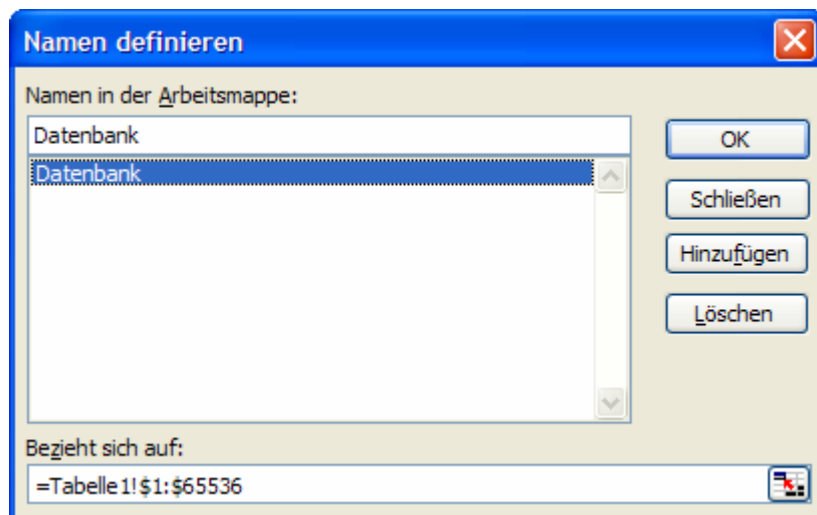 Namen definieren
Namen in der Arbeitsmappe:
Datenbank
Datenbank
OK
Schließen
Hinzufügen
Löschen
Bezieht sich auf:
=Tabelle1!$1:$65536